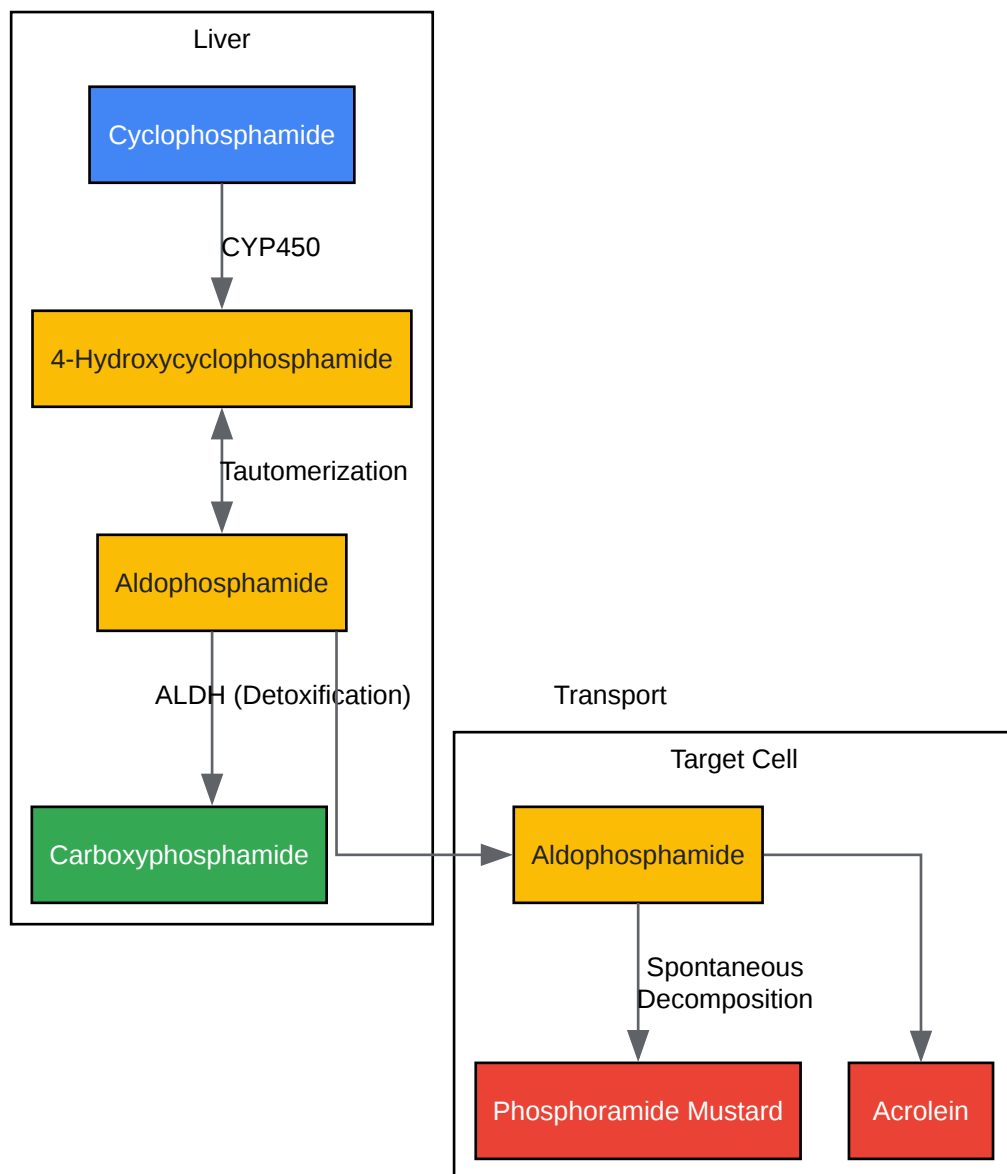 Liver
Cyclophosphamide
CYP450
4-Hydroxycyclophosphamide
Tautomerization
Aldophosphamide
ALDH (Detoxification)
Transport
Target Cell
Carboxyphosphamide
Aldophosphamide
Spontaneous
Decomposition
Phosphoramide Mustard
Acrolein